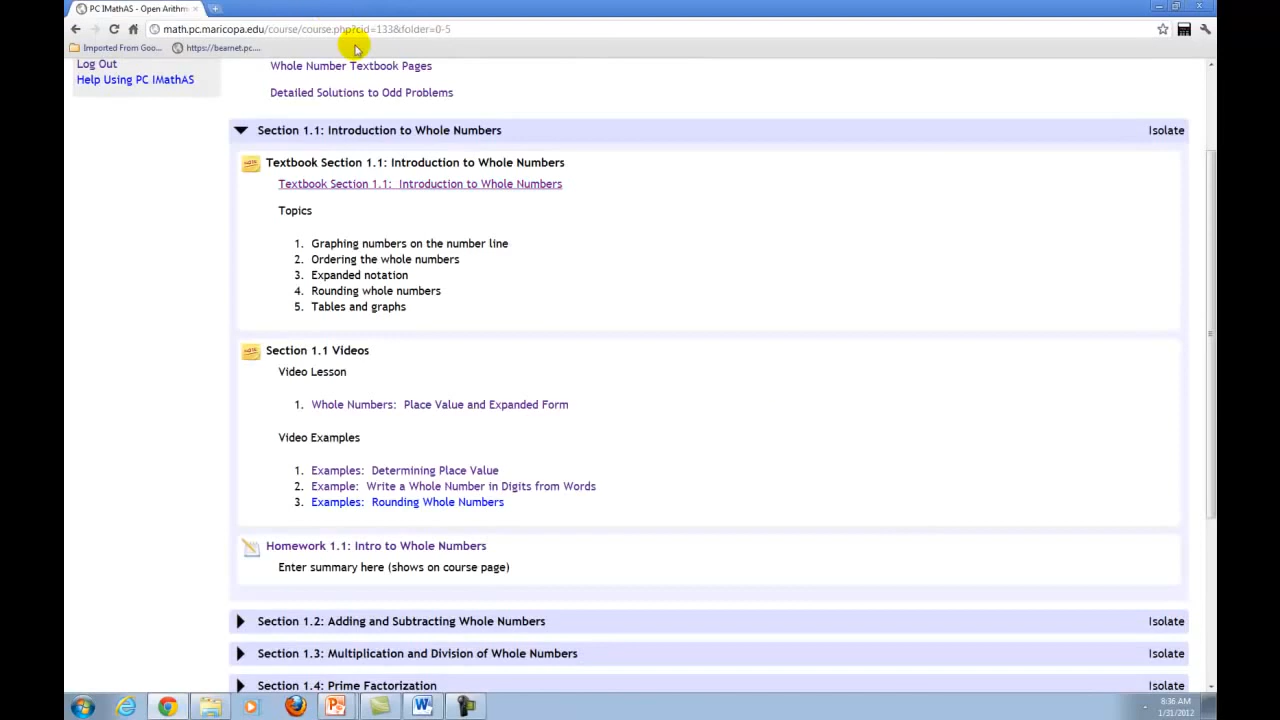 PC IMathAS - Open Arithm
math.pc.maricopa.edu/course/course.php?cid=133&folder=0-5
Imported From Goo... https://bearnet.pc....
Log Out
Help Using PC IMathAS
Whole Number Textbook Pages
Detailed Solutions to Odd Problems
Section 1.1: Introduction to Whole Numbers Isolate
Textbook Section 1.1: Introduction to Whole Numbers
Textbook Section 1.1: Introduction to Whole Numbers
Topics
1. Graphing numbers on the number line
2. Ordering the whole numbers
3. Expanded notation
4. Rounding whole numbers
5. Tables and graphs
Section 1.1 Videos
Video Lesson
1. Whole Numbers: Place Value and Expanded Form
Video Examples
1. Examples: Determining Place Value
2. Example: Write a Whole Number in Digits from Words
3. Examples: Rounding Whole Numbers
Homework 1.1: Intro to Whole Numbers
Enter summary here (shows on course page)
Section 1.2: Adding and Subtracting Whole Numbers Isolate
Section 1.3: Multiplication and Division of Whole Numbers Isolate
Section 1.4: Prime Factorization Isolate
8:36 AM
1/31/2012